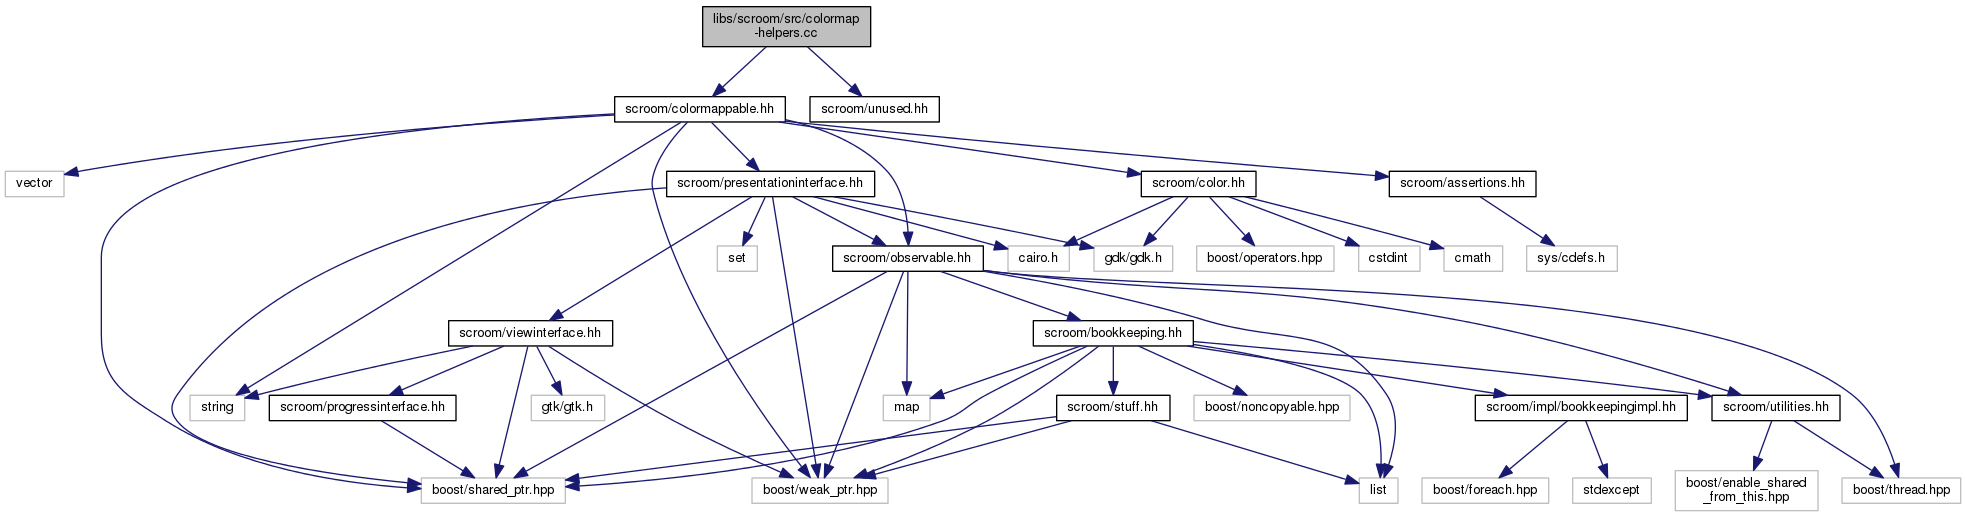 libs/scroom/src/colormap
-helpers.cc
scroom/colormappable.hh
scroom/unused.hh
vector
scroom/presentationinterface.hh
scroom/color.hh
scroom/assertions.hh
set
scroom/observable.hh
cairo.h
gdk/gdk.h
boost/operators.hpp
cstdint
cmath
sys/cdefs.h
scroom/viewinterface.hh
scroom/bookkeeping.hh
string
scroom/progressinterface.hh
gtk/gtk.h
map
scroom/stuff.hh
boost/noncopyable.hpp
scroom/impl/bookkeepingimpl.hh
scroom/utilities.hh
boost/shared_ptr.hpp
boost/weak_ptr.hpp
list
boost/foreach.hpp
stdexcept
boost/enable_shared
_from_this.hpp
boost/thread.hpp